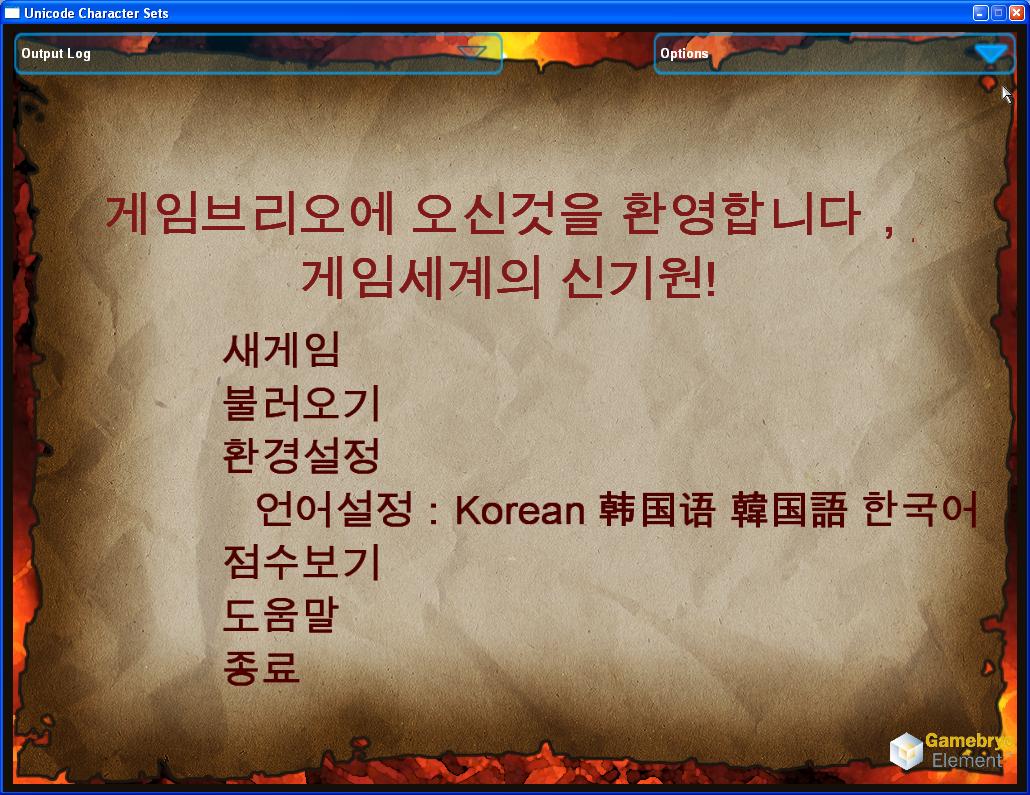 Unicode Character Sets
Output Log
Options
게임브리오에 오신것을 환영합니다 ,
게임세계의 신기원!
새게임
불러오기
환경설정
언어설정 : Korean 韩国语 韓国語 한국어
점수보기
도움말
종료
Gamebryo
Element